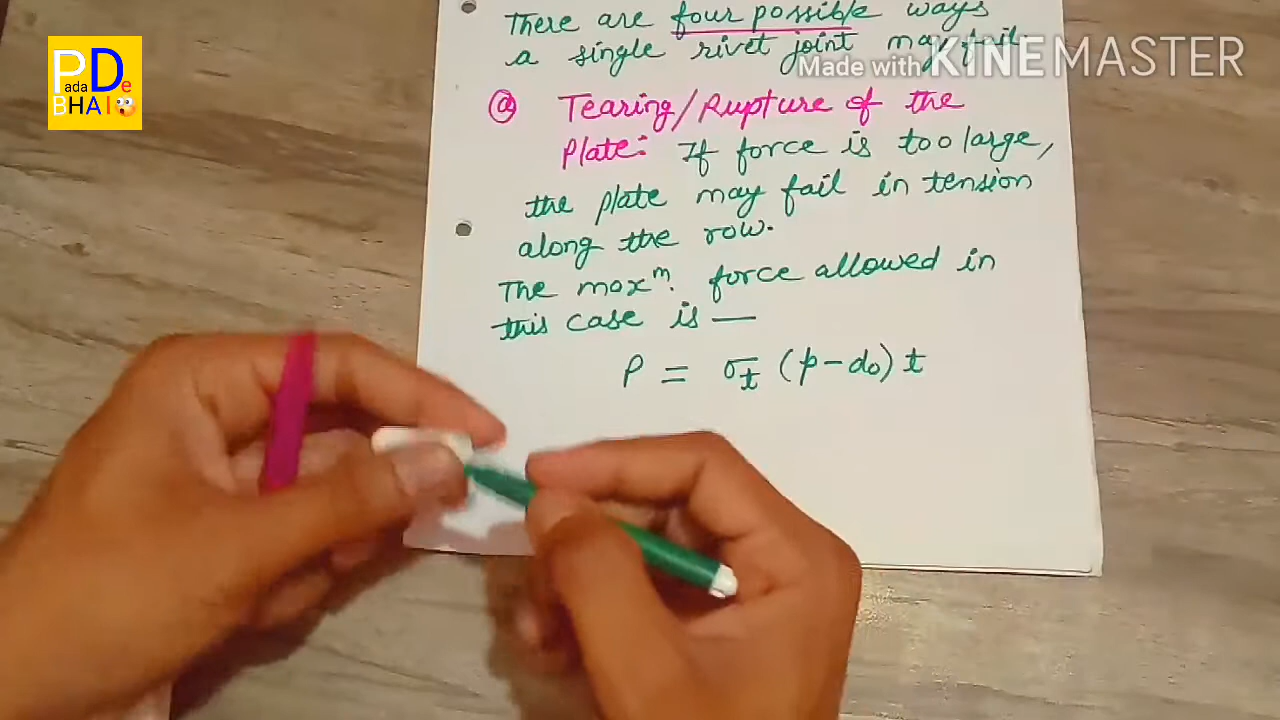 PadaDe
BHAI
Made with KINEMASTER
There are four possible ways
a single rivet joint may fail.
(a) Tearing/Rupture of the
Plate: If force is too large,
the plate may fail in tension
along the row.
The maxᵐ. force allowed in
this case is —
P = σt (p-do) t